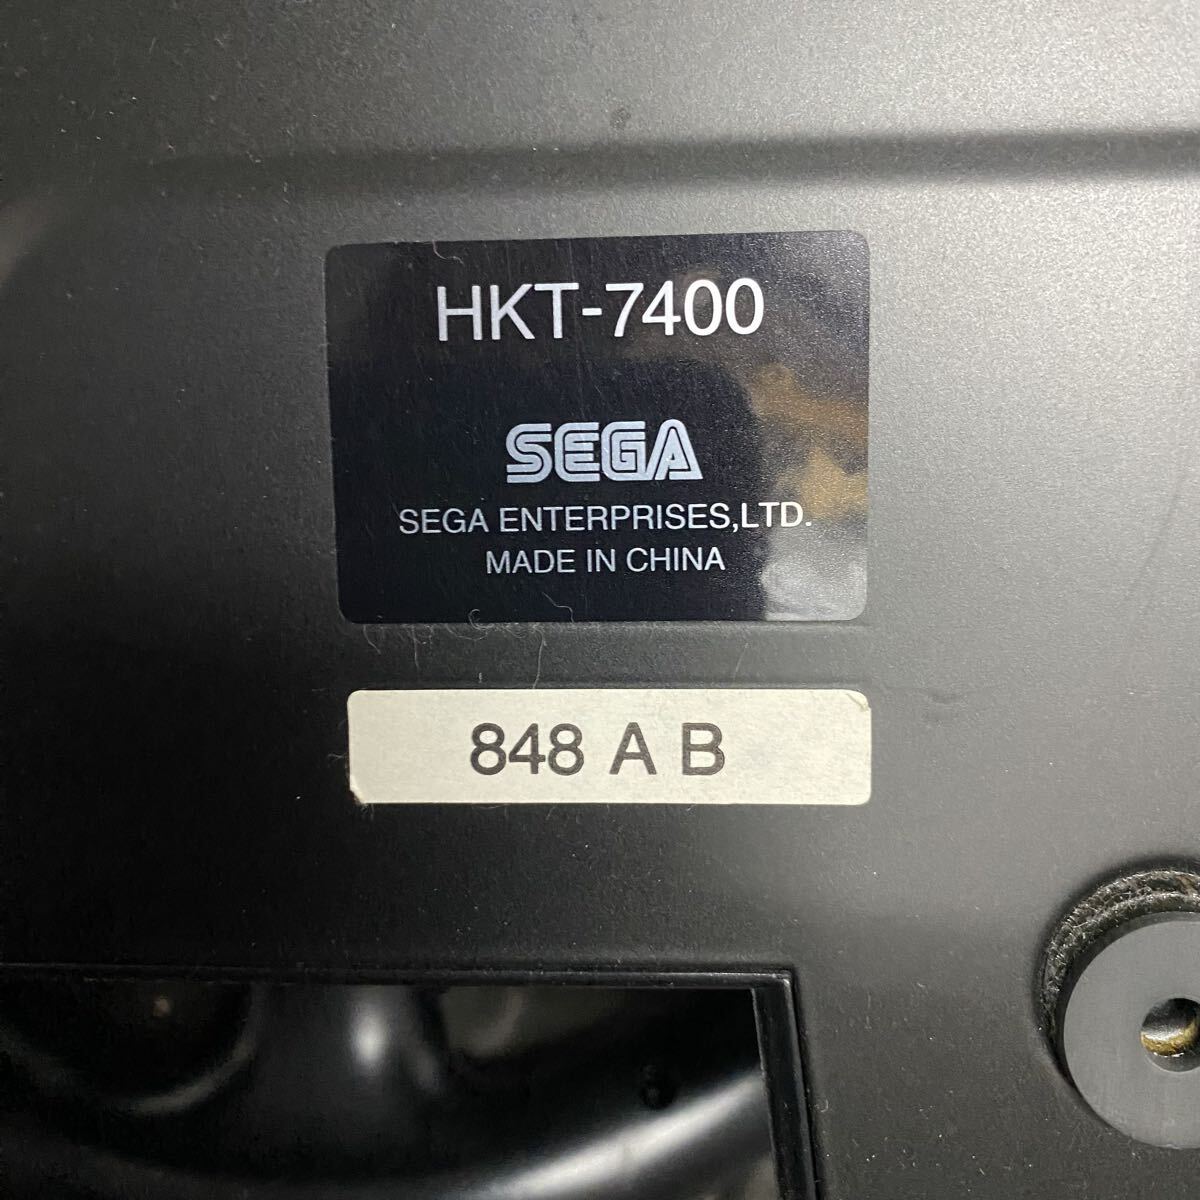 HKT-7400
SEGA
SEGA ENTERPRISES,LTD.
MADE IN CHINA
848 A B